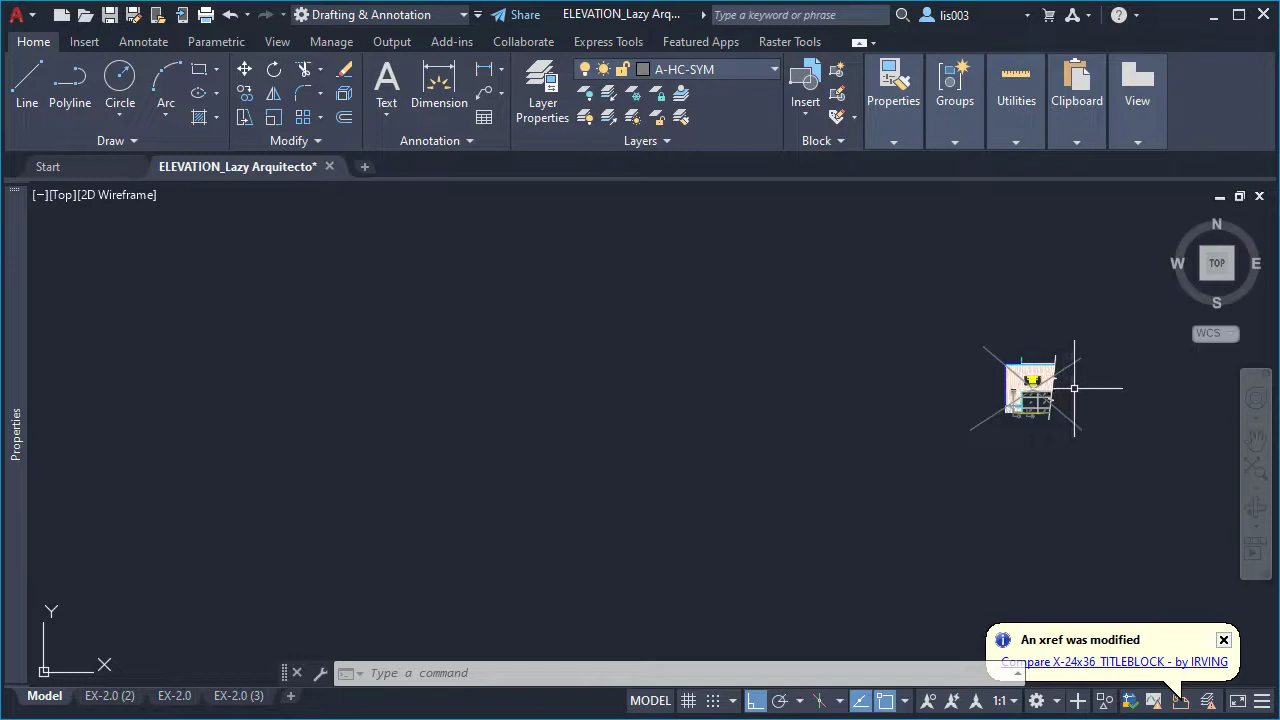 Drafting & Annotation
Share
ELEVATION_Lazy Arq...
Type a keyword or phrase
lis003
Home Insert Annotate Parametric View Manage Output Add-ins Collaborate Express Tools Featured Apps Raster Tools
Line Polyline Circle Arc Text Dimension Layer Properties A-HC-SYM Insert Properties Groups Utilities Clipboard View
Draw Modify Annotation Layers Block
Start ELEVATION_Lazy Arquitecto*
[−][Top][2D Wireframe]
N
W TOP E
S
WCS
Properties
Y
X
An xref was modified
Compare X-24x36_TITLEBLOCK - by IRVING
Type a command
Model EX-2.0 (2) EX-2.0 EX-2.0 (3)
MODEL 1:1